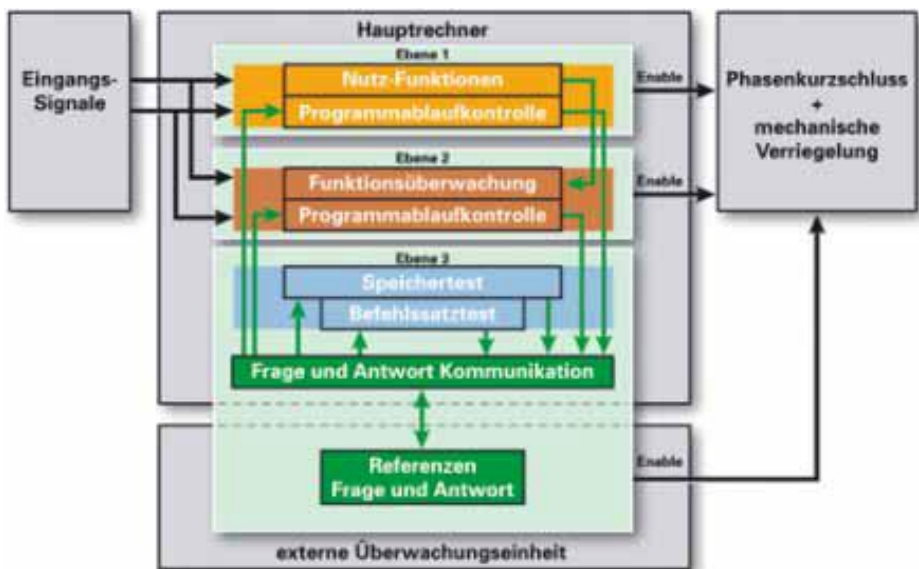 Hauptrechner
Eingangs-
Signale
Ebene 1
Nutz-Funktionen
Programmablaufkontrolle
Enable
Phasenkurzschluss
+
mechanische
Verriegelung
Ebene 2
Funktionsüberwachung
Programmablaufkontrolle
Enable
Ebene 3
Speichertest
Befehlssatztest
Frage und Antwort Kommunikation
Referenzen
Frage und Antwort
Enable
externe Überwachungseinheit